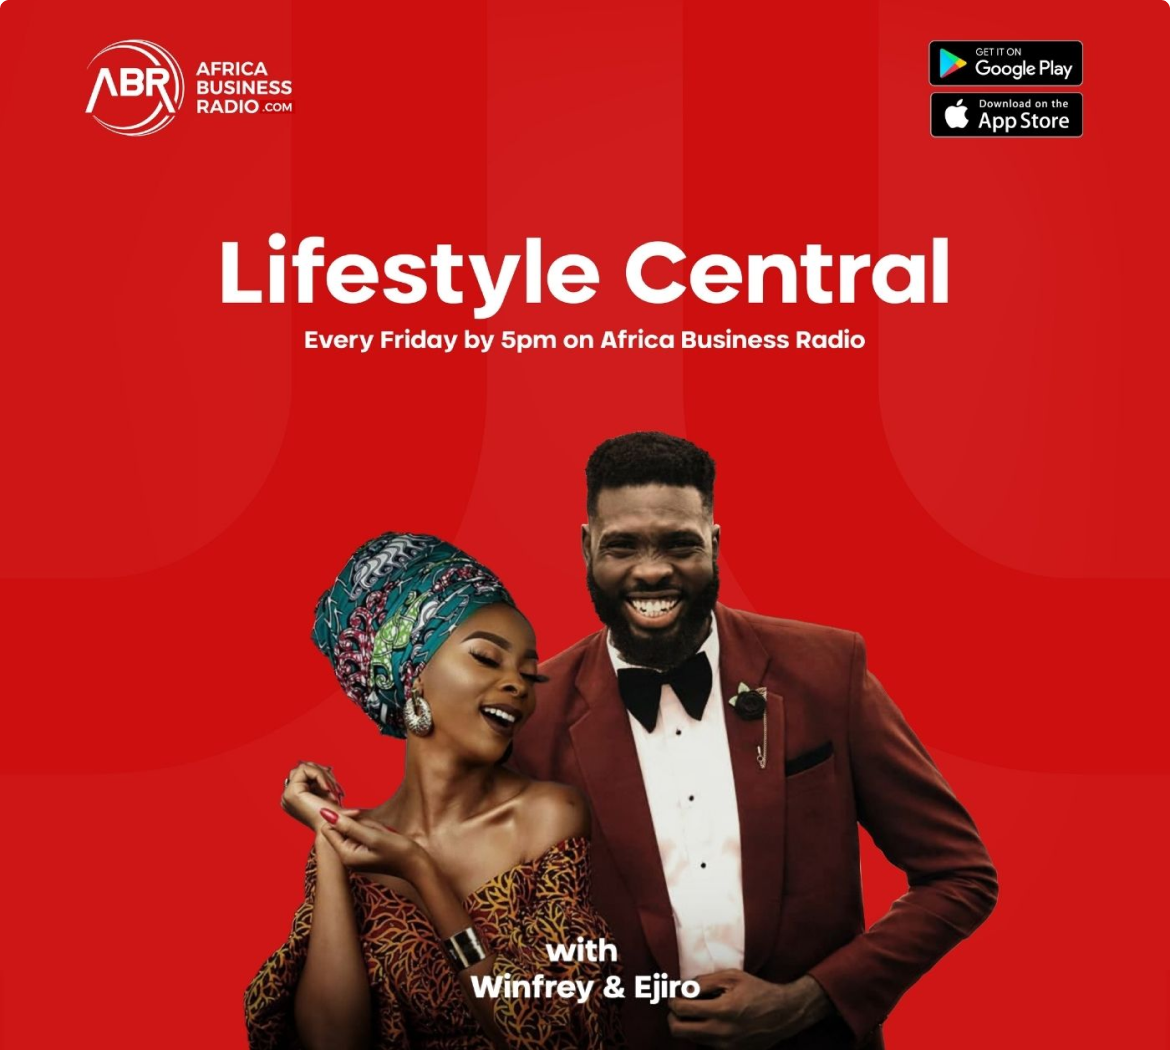 ABR
AFRICA
BUSINESS
RADIO.COM
GET IT ON
Google Play
Download on the
App Store
Lifestyle Central
Every Friday by 5pm on Africa Business Radio
with
Winfrey & Ejiro